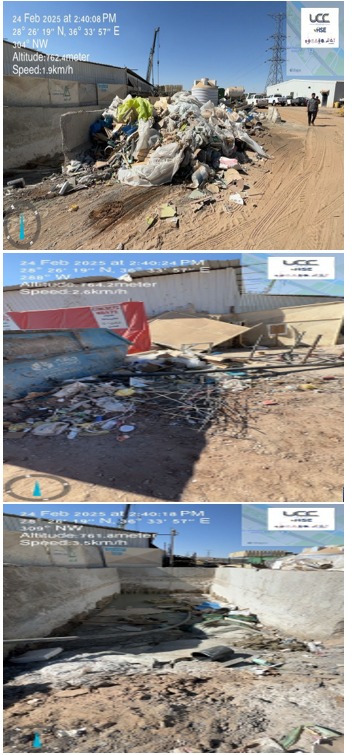 24 Feb 2025 at 2:40:08 PM
28° 26' 19" N, 36° 33' 57" E
304° NW
Altitude:762.4meter
Speed:1.9km/h
UCC
HSE
24 Feb 2025 at 2:40:24 PM
28° 26' 19" N, 36° 33' 57" E
288° W
Altitude:764.2meter
Speed:2.6km/h
UCC
HSE
24 Feb 2025 at 2:40:18 PM
28° 26' 19" N, 36° 33' 57" E
309° NW
Altitude:761.8meter
Speed:3.5km/h
UCC
HSE